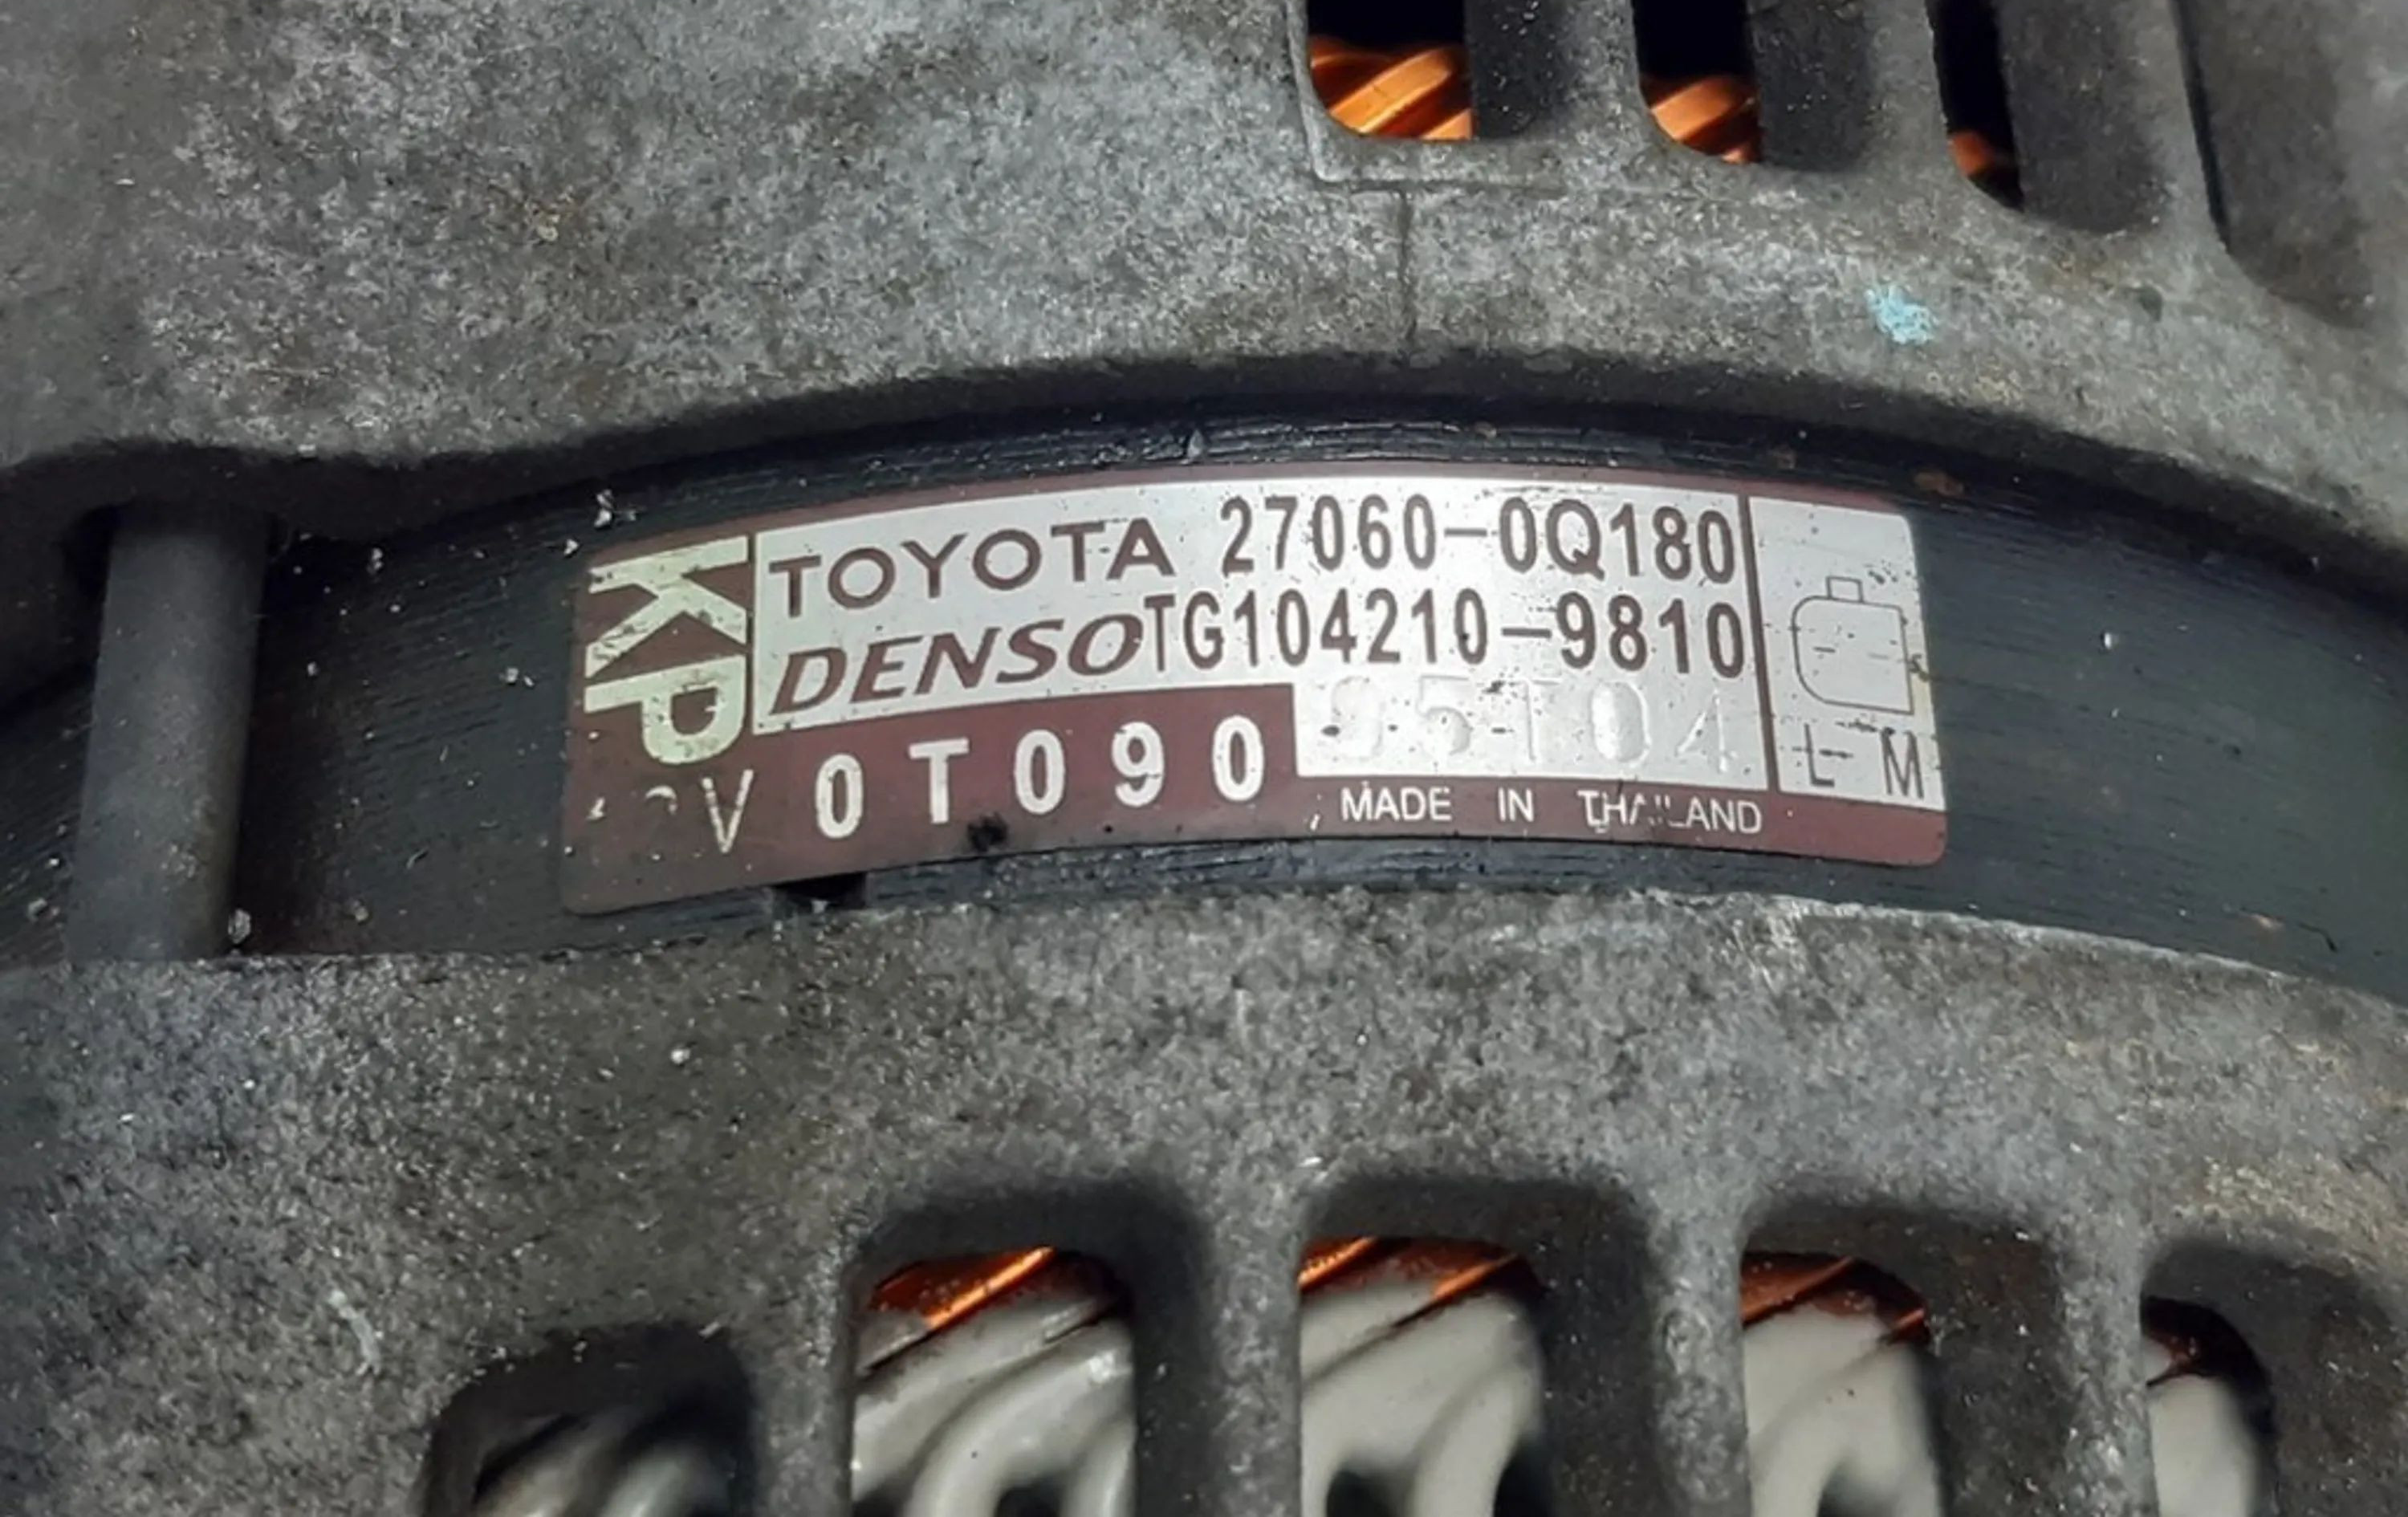 KP
TOYOTA 27060-0Q180
DENSO TG104210-9810
V 0T090
MADE IN THAILAND
L M